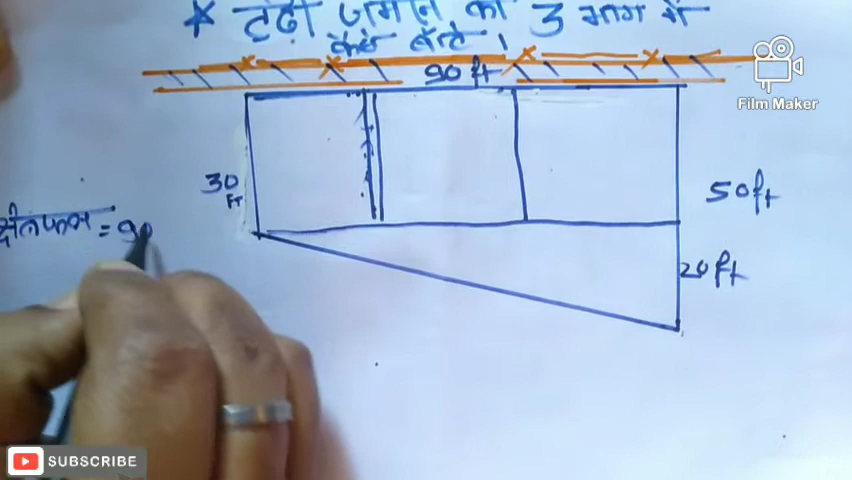 * टेढ़ी जमीन को 3 भाग में
कैसे बाँटे।
90 ft
Film Maker
30
FT
50 ft
क्षेत्रफल = 90
20 ft
SUBSCRIBE